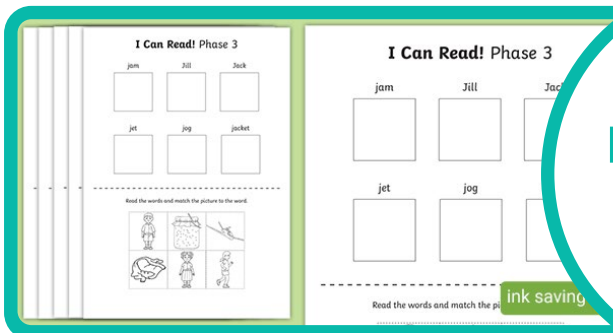 I Can Read! Phase 3
jam Jill Jack
jet jog jacket
Read the words and match the picture to the word.
I Can Read! Phase 3
jam Jill Jac
jet jog
Read the words and match the pi
ink saving